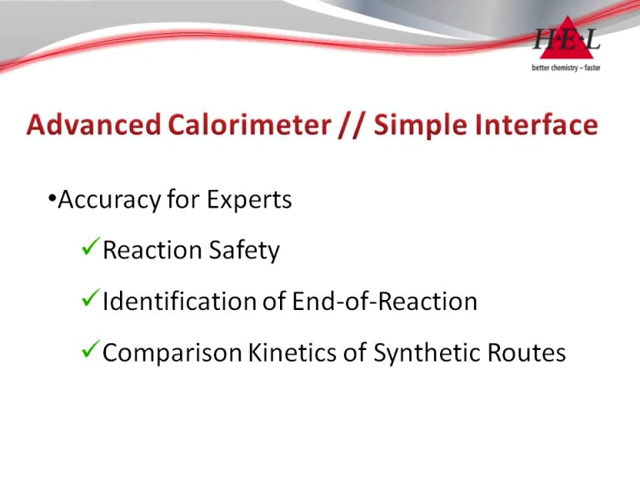 H·E·L
better chemistry – faster
Advanced Calorimeter // Simple Interface
•Accuracy for Experts
✓Reaction Safety
✓Identification of End-of-Reaction
✓Comparison Kinetics of Synthetic Routes